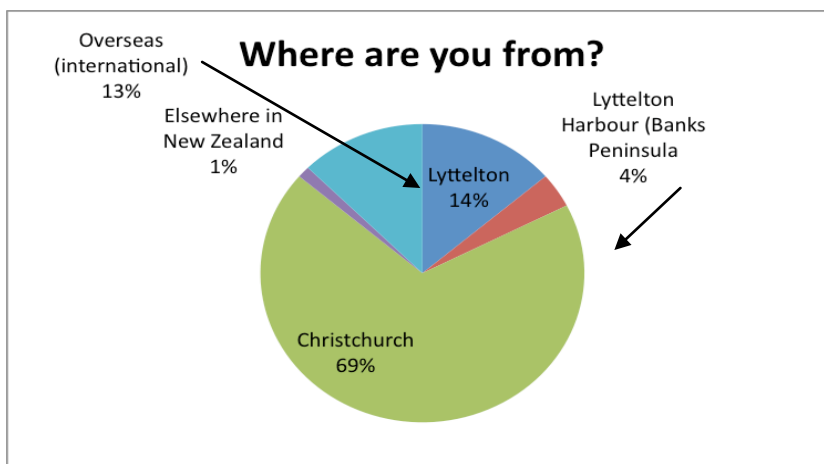 Where are you from?
Overseas
(international)
13%
Elsewhere in
New Zealand
1%
Lyttelton
14%
Lyttelton
Harbour (Banks
Peninsula
4%
Christchurch
69%